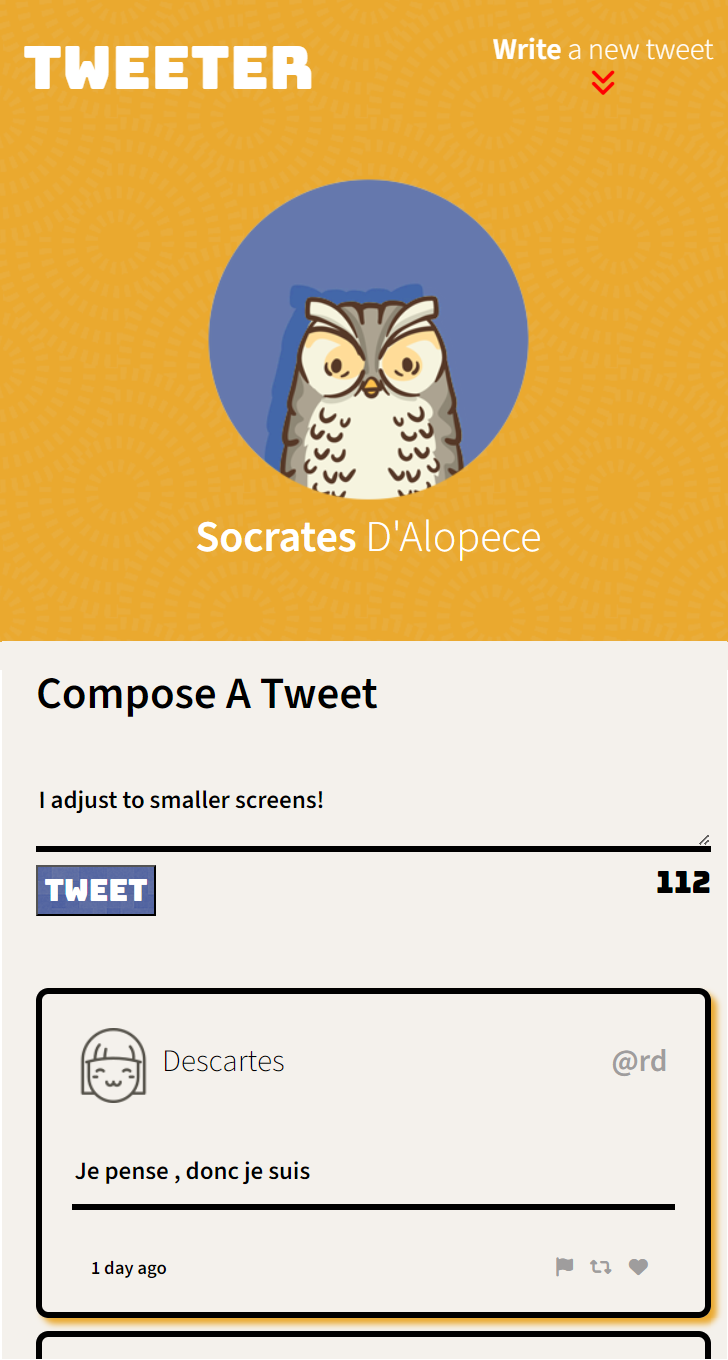 TWEETER
Write a new tweet
Socrates D'Alopece
Compose A Tweet
I adjust to smaller screens!
TWEET
112
Descartes
@rd
Je pense , donc je suis
1 day ago